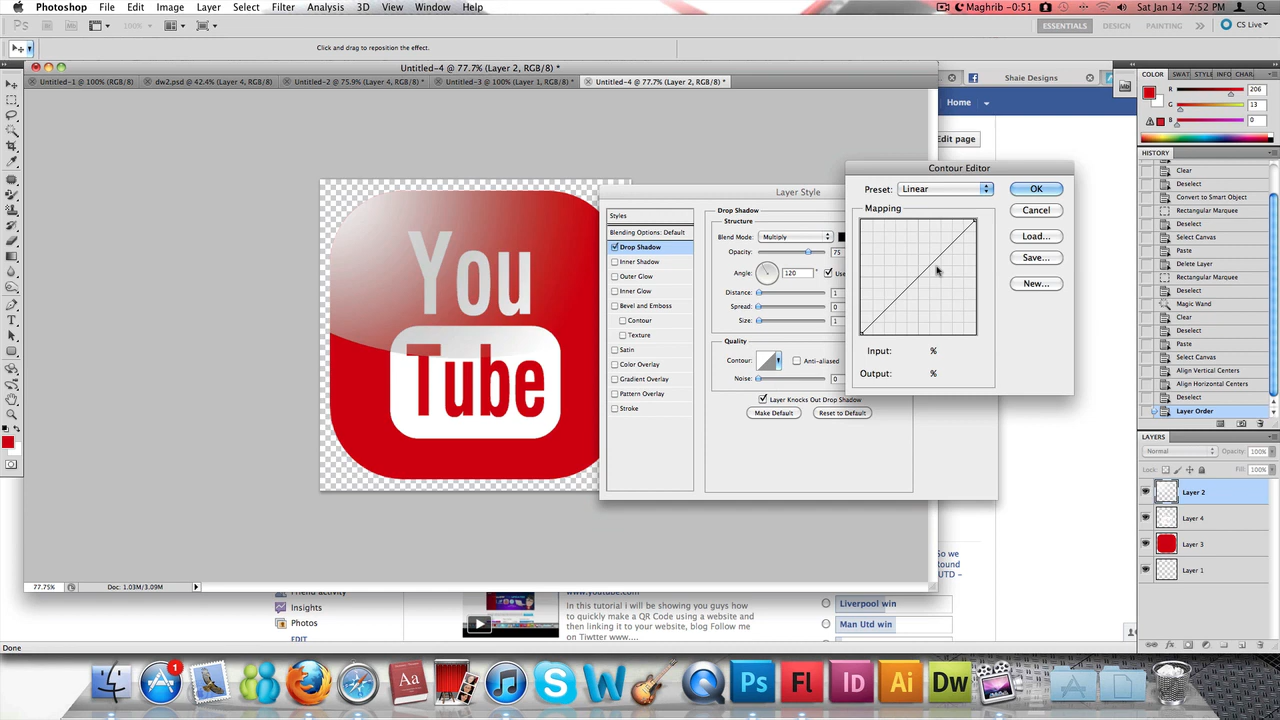 Photoshop File Edit Image Layer Select Filter Analysis 3D View Window Help
Maghrib -0:51 Sat Jan 14 7:52 PM
Ps Br Mb 100% ESSENTIALS DESIGN PAINTING CS Live
Click and drag to reposition the effect.
Untitled-4 @ 77.7% (Layer 2, RGB/8) *
Untitled-1 @ 100% (RGB/8) dw2.psd @ 42.4% (Layer 4, RGB/8) Untitled-2 @ 75.9% (Layer 4, RGB/8) * Untitled-3 @ 100% (Layer 1, RGB/8) * Untitled-4 @ 77.7% (Layer 2, RGB/8) *
Shaie Designs
Home
Edit page
COLOR SWAT STYLE INFO CHAR
R 206
G 13
B 0
HISTORY
Clear
Deselect
Convert to Smart Object
Rectangular Marquee
Deselect
Select Canvas
Paste
Delete Layer
Rectangular Marquee
Deselect
Magic Wand
Clear
Deselect
Paste
Align Vertical Centers
Align Horizontal Centers
Deselect
Layer Order
LAYERS
Normal Opacity: 100%
Lock: Fill: 100%
Layer 2
Layer 4
Layer 3
Layer 1
You
Tube
Layer Style
Styles
Blending Options: Default
Drop Shadow
Inner Shadow
Outer Glow
Inner Glow
Bevel and Emboss
Contour
Texture
Satin
Color Overlay
Gradient Overlay
Pattern Overlay
Stroke
Drop Shadow
Structure
Blend Mode: Multiply
Opacity: 75
Angle: 120 ° Use
Distance: 1
Spread: 0
Size: 1
Quality
Contour: Anti-aliased
Noise: 0
Layer Knocks Out Drop Shadow
Make Default Reset to Default
Contour Editor
Preset: Linear
Mapping
Input: %
Output: %
OK
Cancel
Load...
Save...
New...
77.75% Doc: 1.03M/3.09M
Friend activity
Insights
Photos
EDIT
www.youtube.com
In this tutorial i will be showing you guys how
to quickly make a QR Code using a website and
then linking it to your website, blog Follow me
on Tiwtter www....
So we
UTD –
Liverpool win
Man Utd win
Done
1
Aa
S
W
Ps Fl Id Ai Dw